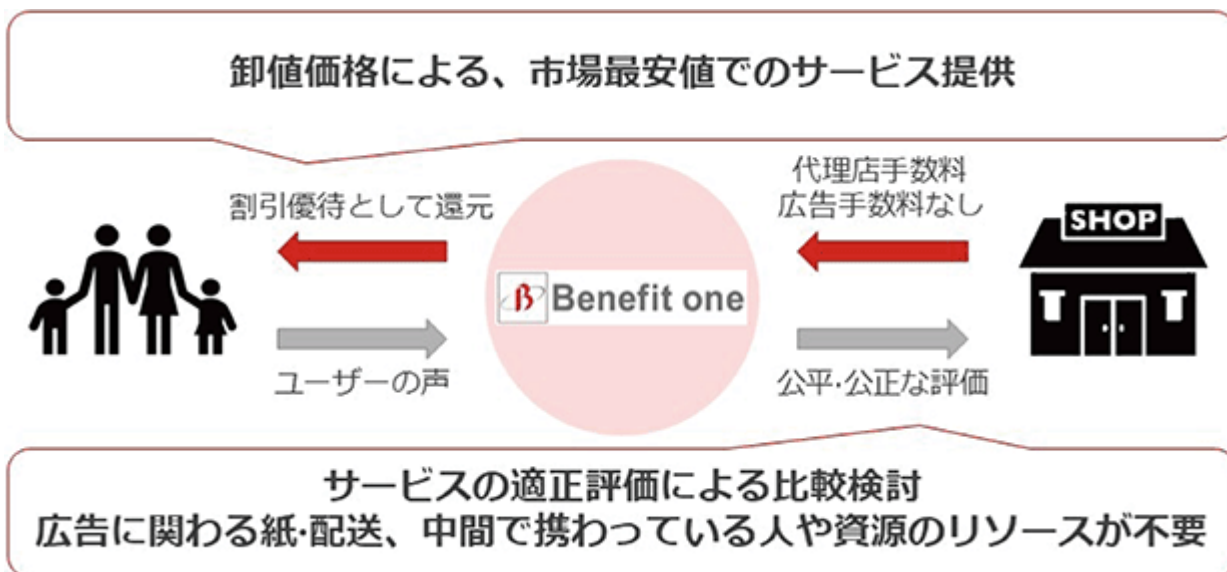 卸値価格による、市場最安値でのサービス提供
割引優待として還元
代理店手数料
広告手数料なし
SHOP
β Benefit one
ユーザーの声
公平・公正な評価
サービスの適正評価による比較検討
広告に関わる紙・配送、中間で携わっている人や資源のリソースが不要